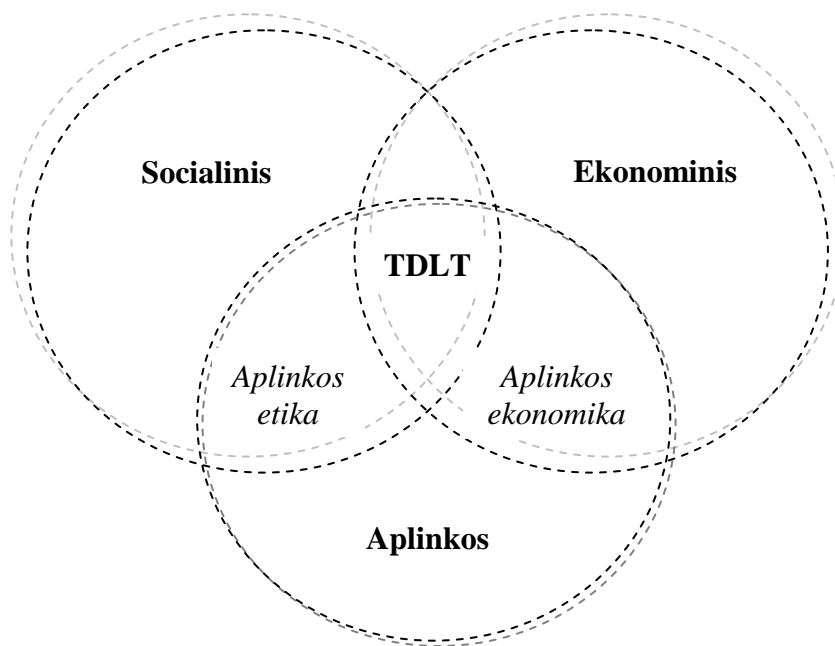 Socialinis
Ekonominis
TDLT
Aplinkos
etika
Aplinkos
ekonomika
Aplinkos